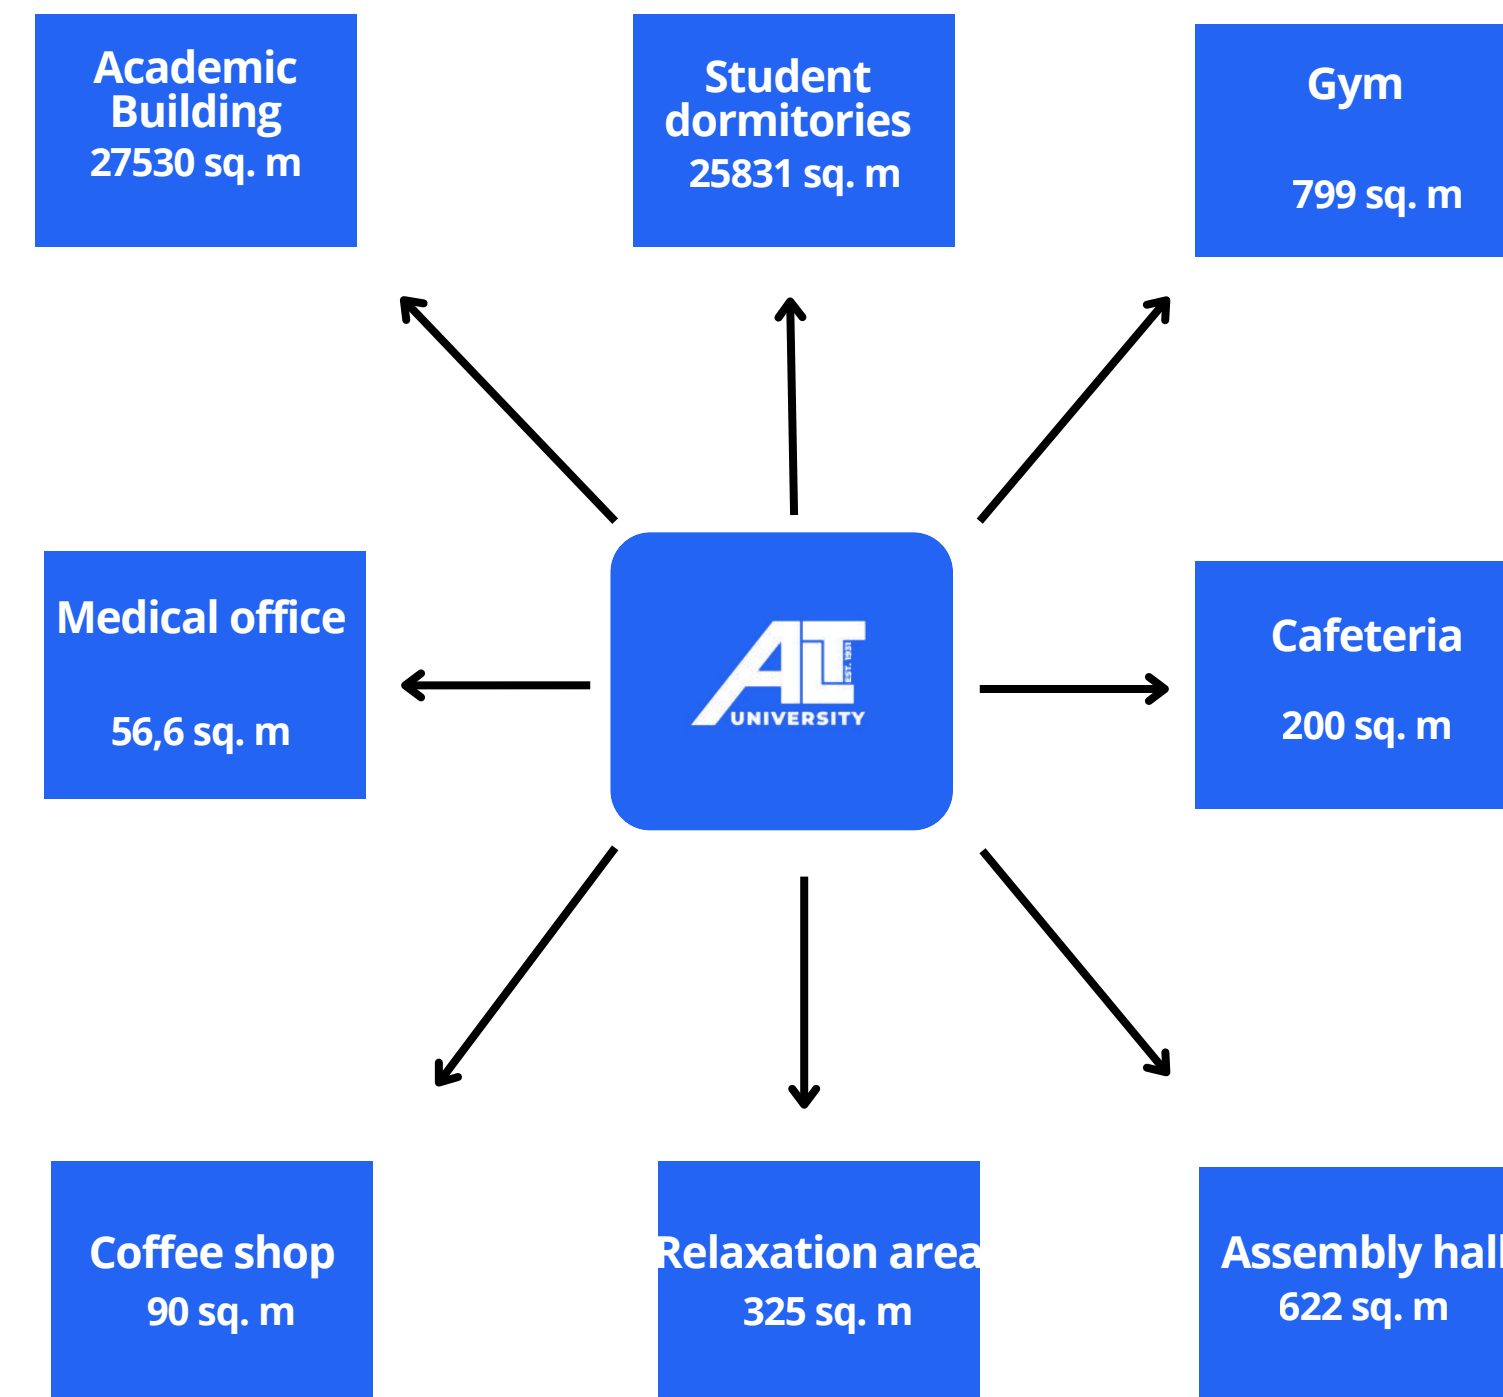 Academic
Building
27530 sq. m
Student
dormitories
25831 sq. m
Gym
799 sq. m
Medical office
56,6 sq. m
ALT
EST. 1931
UNIVERSITY
Cafeteria
200 sq. m
Coffee shop
90 sq. m
Relaxation area
325 sq. m
Assembly hall
622 sq. m